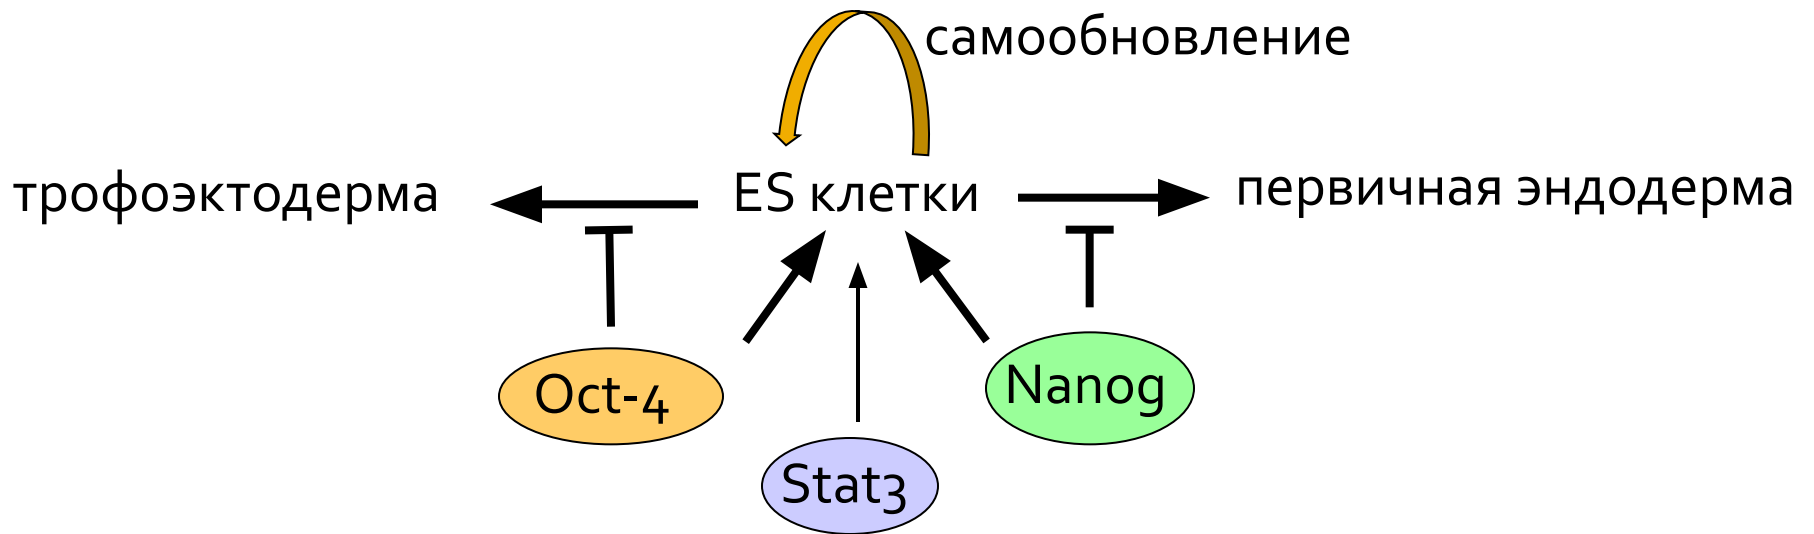 самообновление
трофоэктодерма
ES клетки
первичная эндодерма
Oct-4
Nanog
Stat3